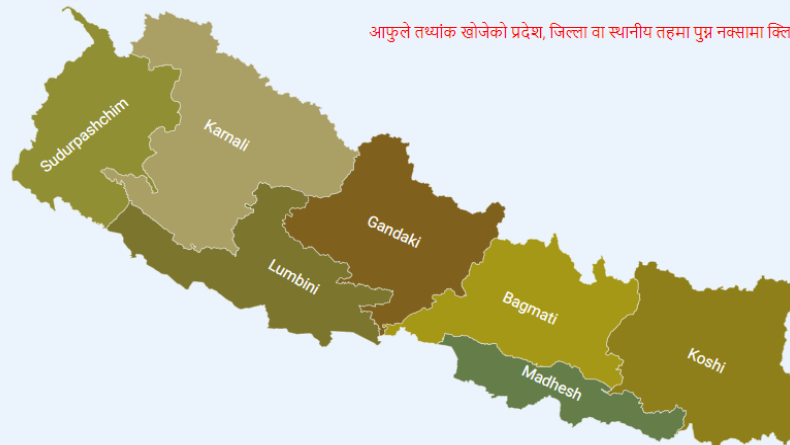 आफुले तथ्यांक खोजेको प्रदेश, जिल्ला वा स्थानीय तहमा पुग्न नक्सामा
Sudurpashchim
Karnali
Gandaki
Lumbini
Bagmati
Koshi
Madhesh